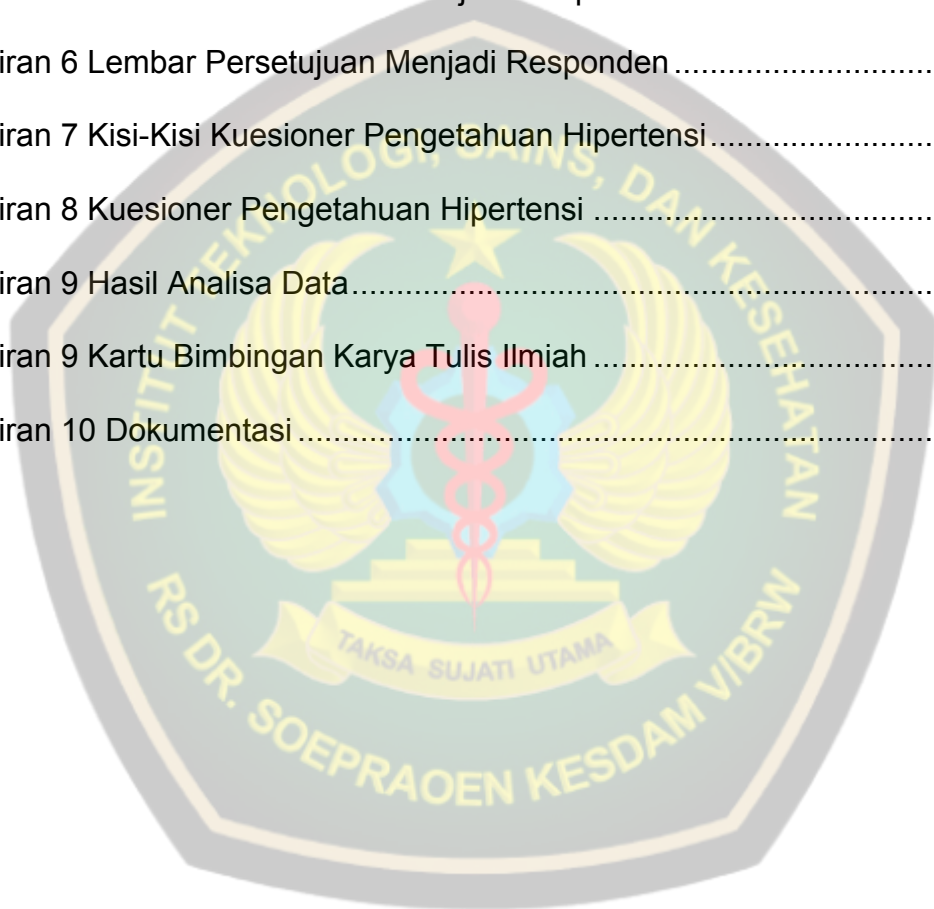 iran 6 Lembar Persetujuan Menjadi Responden..............................
iran 7 Kisi-Kisi Kuesioner Pengetahuan Hipertensi.........................
iran 8 Kuesioner Pengetahuan Hipertensi ......................................
iran 9 Hasil Analisa Data.................................................................
iran 9 Kartu Bimbingan Karya Tulis Ilmiah ......................................
iran 10 Dokumentasi.......................................................................
INSTITUT TEKNOLOGI, SAINS, DAN KESEHATAN
TAKSA SUJATI UTAMA
RS DR. SOEPRAOEN KESDAM V/BRW